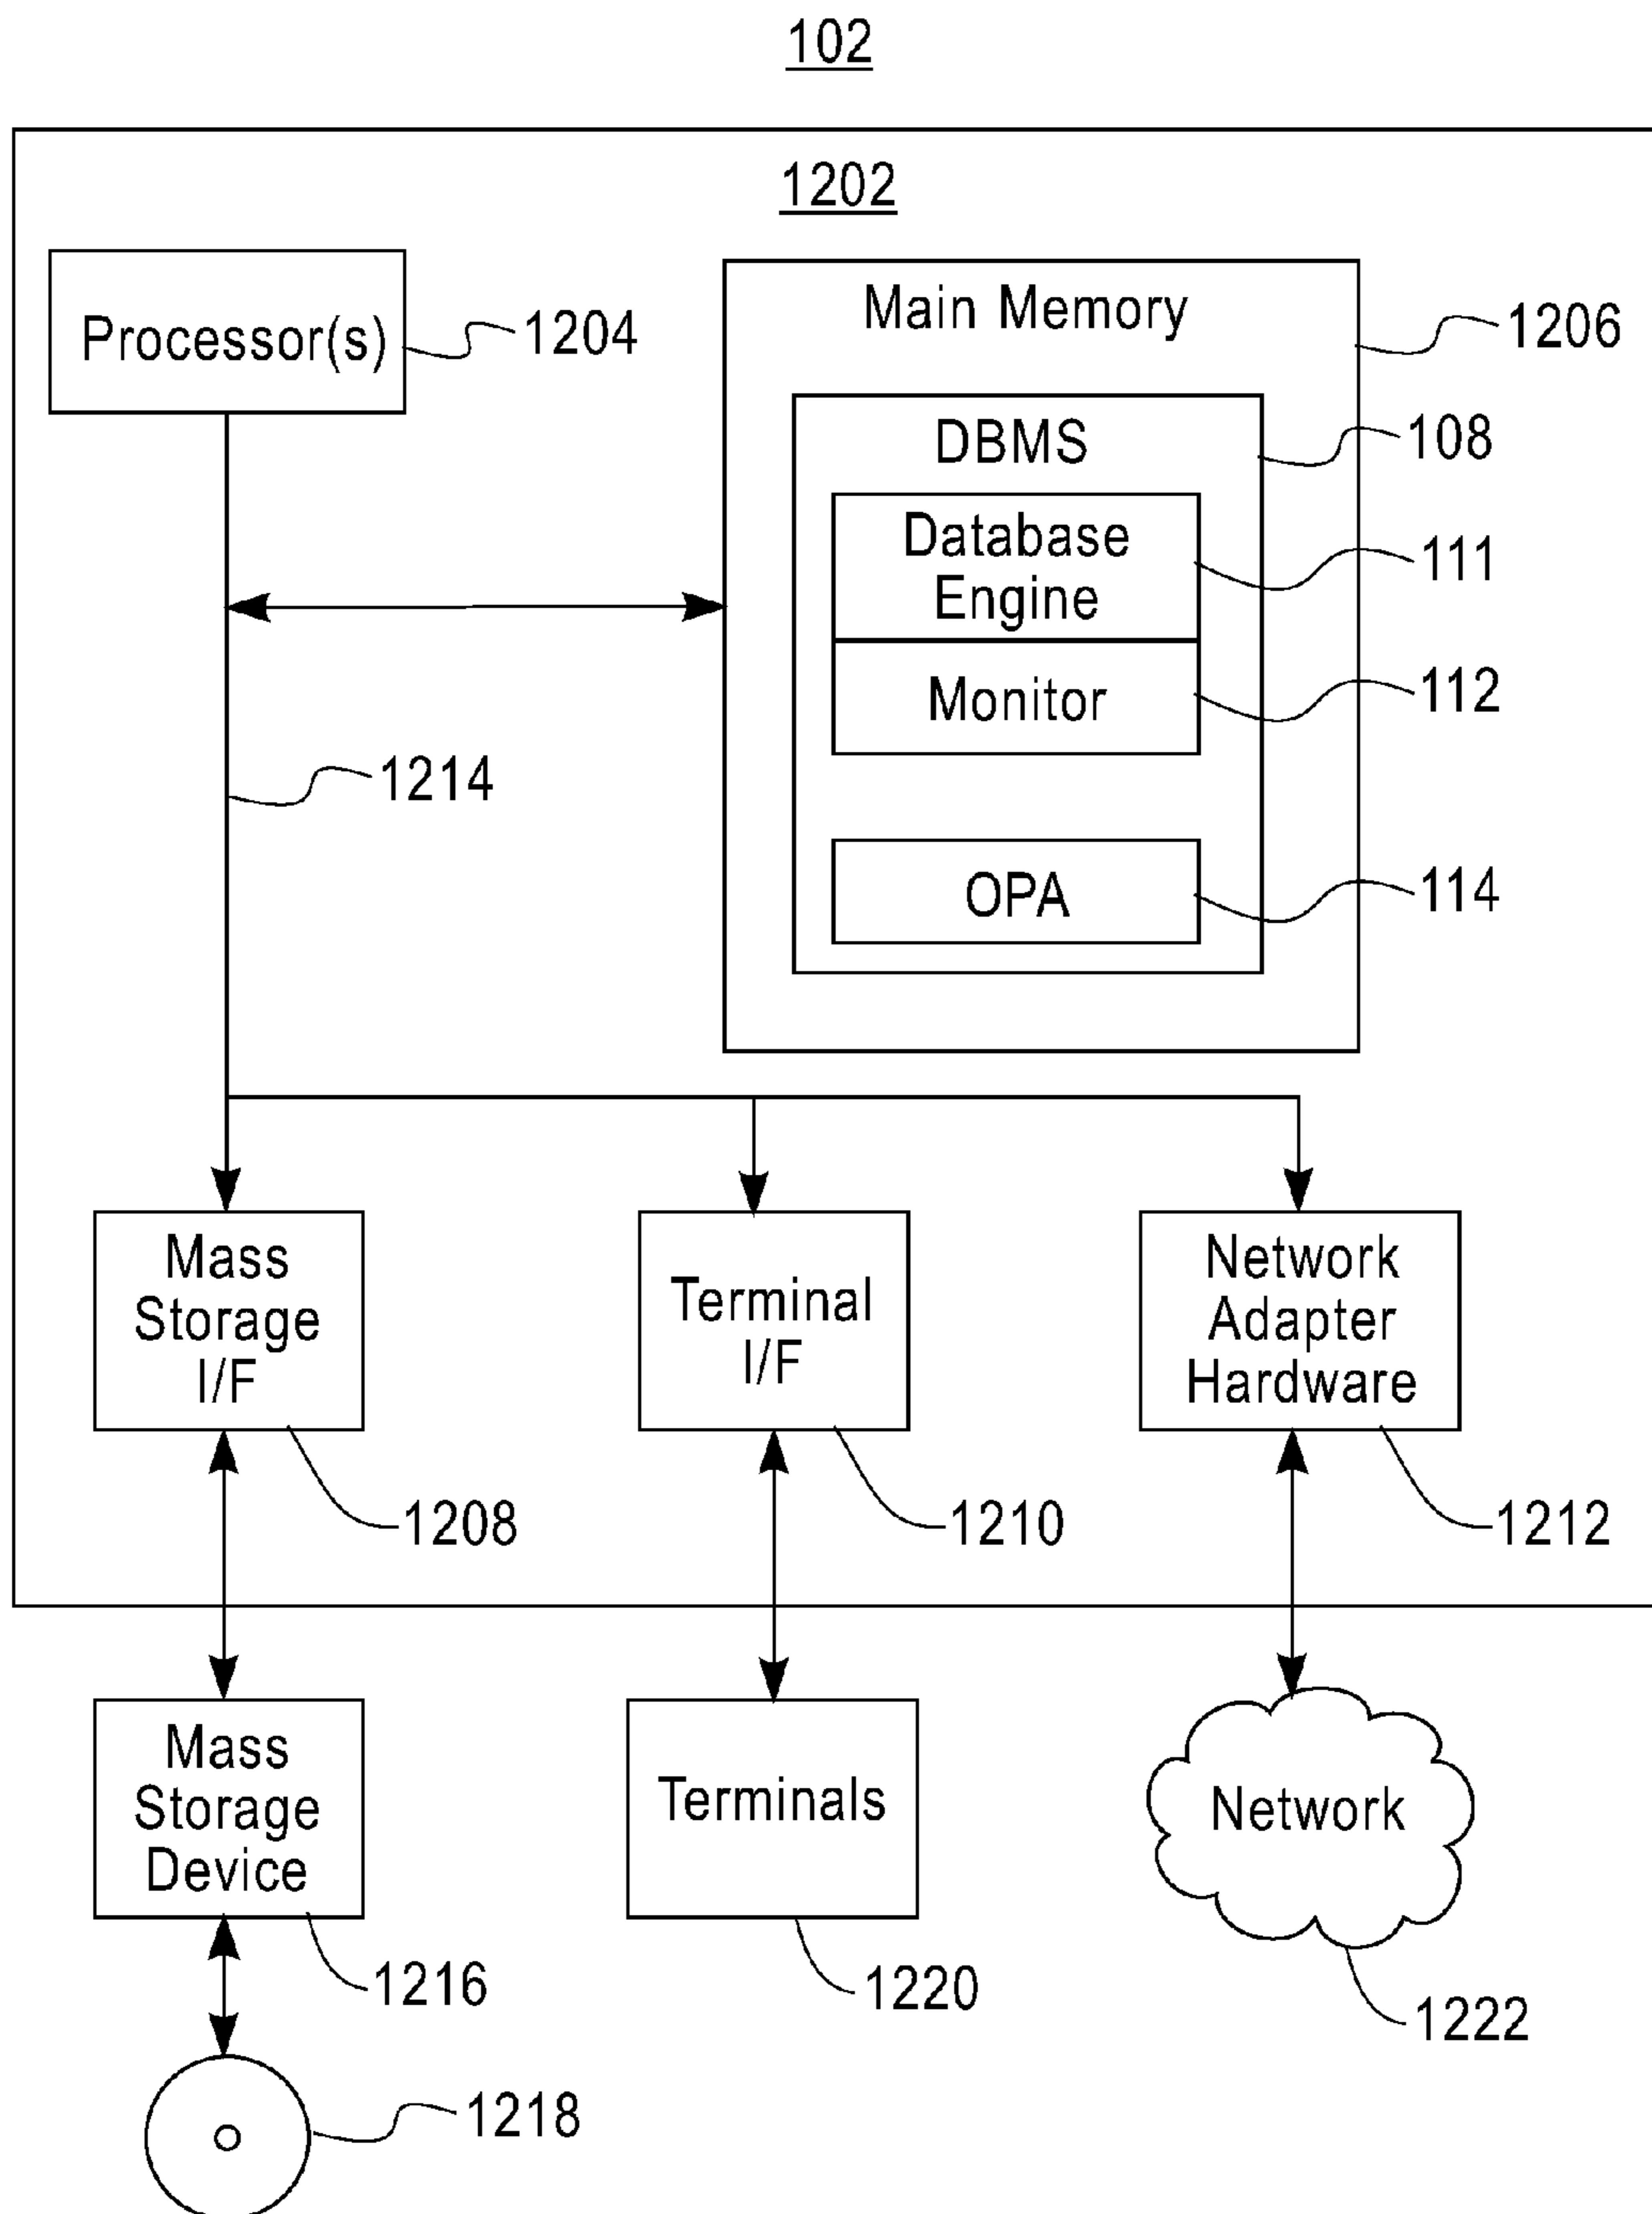 102
1202
Processor(s)
1204
Main Memory
1206
DBMS
108
Database
Engine
111
Monitor
112
1214
OPA
114
Mass
Storage
I/F
1208
Terminal
I/F
1210
Network
Adapter
Hardware
1212
Mass
Storage
Device
1216
Terminals
1220
Network
1222
1218